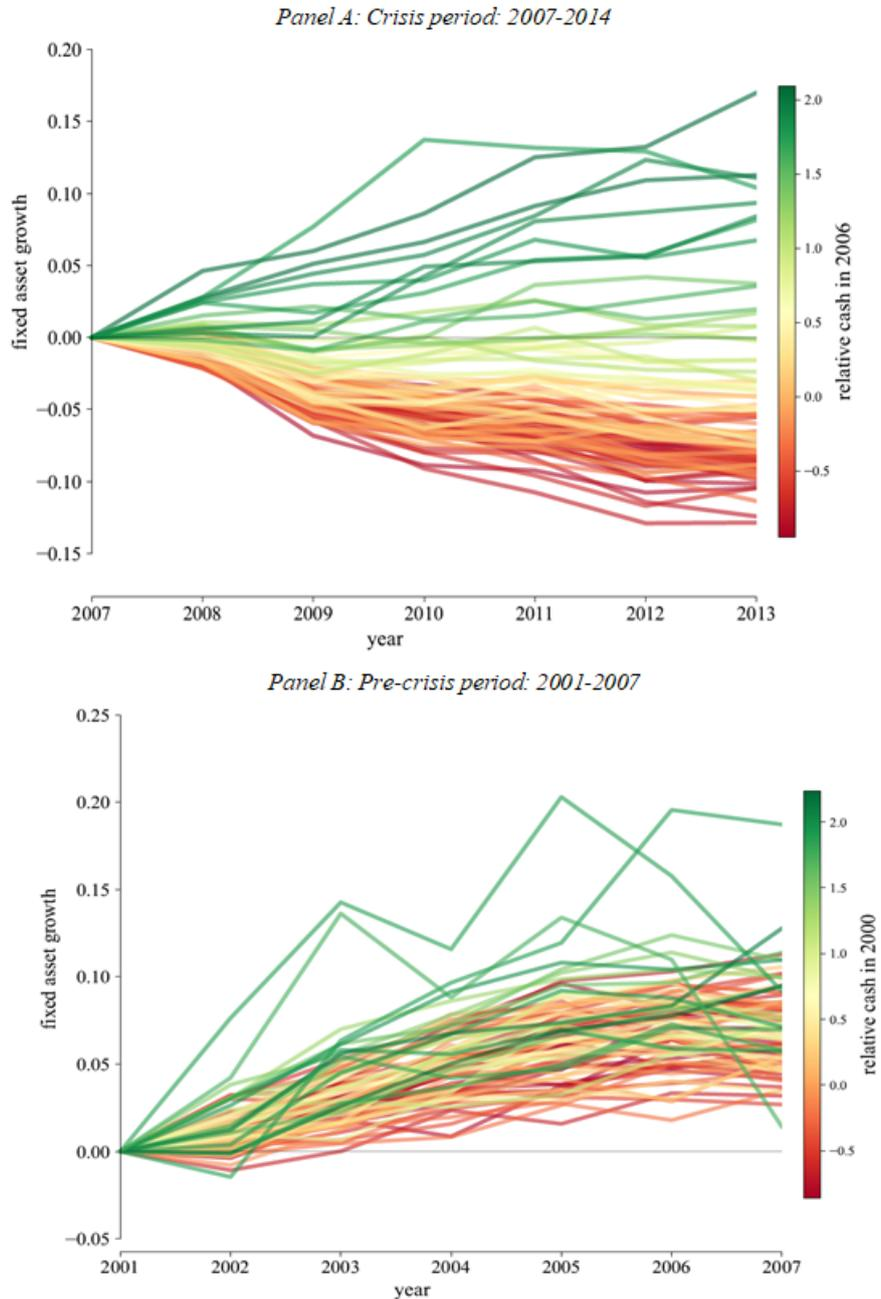 Panel A: Crisis period: 2007-2014
0.20
0.15
0.10
0.05
0.00
−0.05
−0.10
−0.15
fixed asset growth
2007 2008 2009 2010 2011 2012 2013
year
2.0
1.5
1.0
0.5
0.0
−0.5
relative cash in 2006
Panel B: Pre-crisis period: 2001-2007
0.25
0.20
0.15
0.10
0.05
0.00
−0.05
fixed asset growth
2001 2002 2003 2004 2005 2006 2007
year
2.0
1.5
1.0
0.5
0.0
−0.5
relative cash in 2000